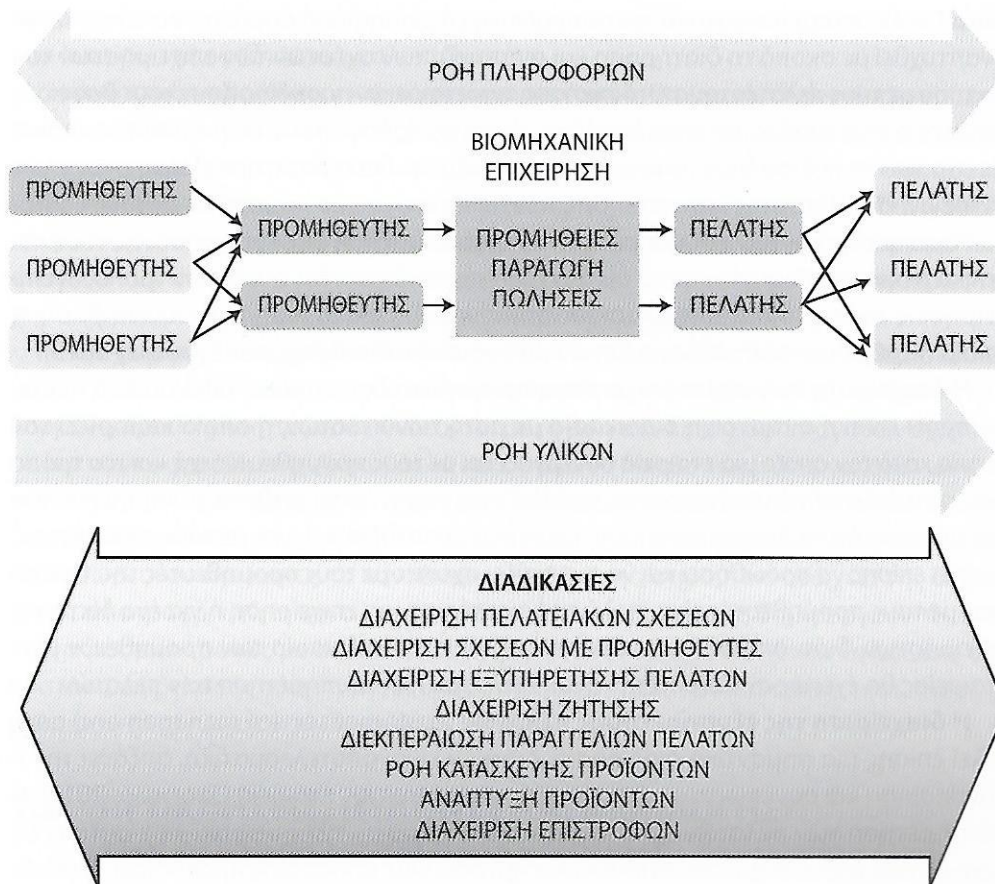 ΡΟΗ ΠΛΗΡΟΦΟΡΙΩΝ
ΒΙΟΜΗΧΑΝΙΚΗ
ΕΠΙΧΕΙΡΗΣΗ
ΠΡΟΜΗΘΕΥΤΗΣ
ΠΡΟΜΗΘΕΥΤΗΣ
ΠΡΟΜΗΘΕΥΤΗΣ
ΠΡΟΜΗΘΕΥΤΗΣ
ΠΡΟΜΗΘΕΥΤΗΣ
ΠΡΟΜΗΘΕΙΕΣ
ΠΑΡΑΓΩΓΗ
ΠΩΛΗΣΕΙΣ
ΠΕΛΑΤΗΣ
ΠΕΛΑΤΗΣ
ΠΕΛΑΤΗΣ
ΠΕΛΑΤΗΣ
ΠΕΛΑΤΗΣ
ΡΟΗ ΥΛΙΚΩΝ
ΔΙΑΔΙΚΑΣΙΕΣ
ΔΙΑΧΕΙΡΙΣΗ ΠΕΛΑΤΕΙΑΚΩΝ ΣΧΕΣΕΩΝ
ΔΙΑΧΕΙΡΙΣΗ ΣΧΕΣΕΩΝ ΜΕ ΠΡΟΜΗΘΕΥΤΕΣ
ΔΙΑΧΕΙΡΙΣΗ ΕΞΥΠΗΡΕΤΗΣΗΣ ΠΕΛΑΤΩΝ
ΔΙΑΧΕΙΡΙΣΗ ΖΗΤΗΣΗΣ
ΔΙΕΚΠΕΡΑΙΩΣΗ ΠΑΡΑΓΓΕΛΙΩΝ ΠΕΛΑΤΩΝ
ΡΟΗ ΚΑΤΑΣΚΕΥΗΣ ΠΡΟΪΟΝΤΩΝ
ΑΝΑΠΤΥΞΗ ΠΡΟΪΟΝΤΩΝ
ΔΙΑΧΕΙΡΙΣΗ ΕΠΙΣΤΡΟΦΩΝ